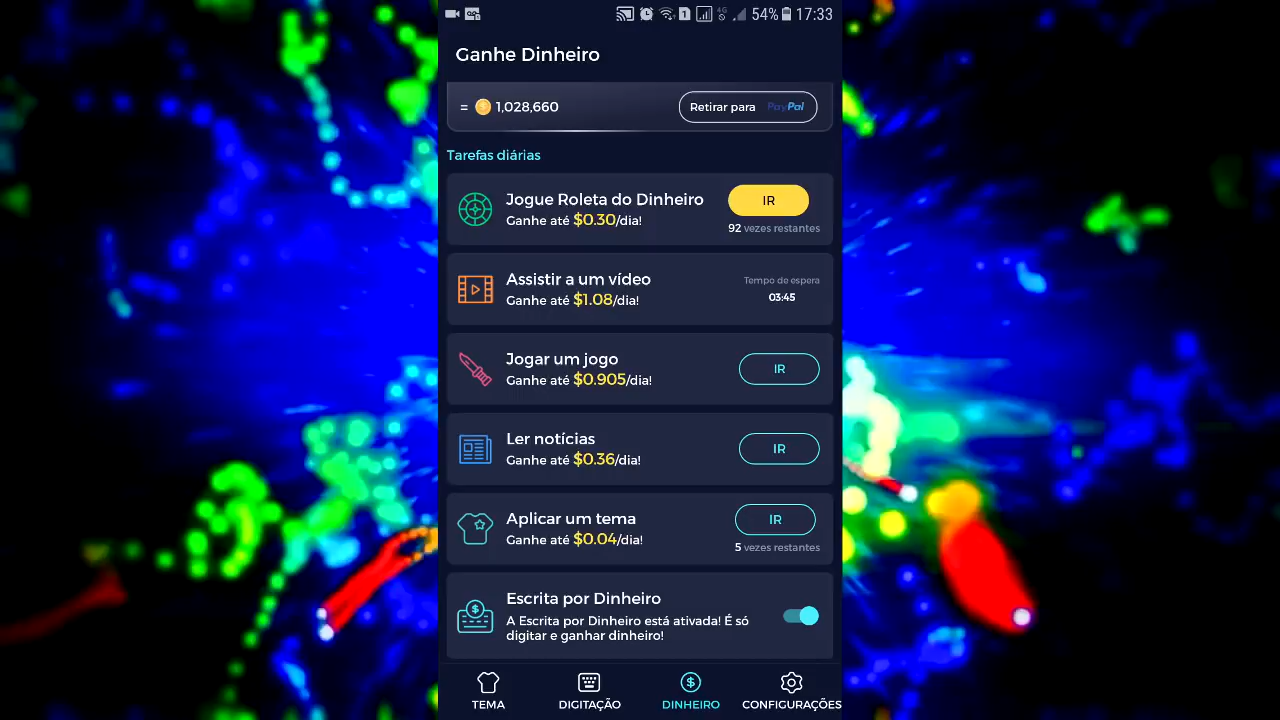 1 4G 54% 17:33
Ganhe Dinheiro
= 1,028,660 Retirar para PayPal
Tarefas diárias
Jogue Roleta do Dinheiro
Ganhe até $0.30/dia!
IR
92 vezes restantes
Assistir a um vídeo
Ganhe até $1.08/dia!
Tempo de espera
03:45
Jogar um jogo
Ganhe até $0.905/dia!
IR
Ler notícias
Ganhe até $0.36/dia!
IR
Aplicar um tema
Ganhe até $0.04/dia!
IR
5 vezes restantes
Escrita por Dinheiro
A Escrita por Dinheiro está ativada! É só
digitar e ganhar dinheiro!
TEMA DIGITAÇÃO DINHEIRO CONFIGURAÇÕES